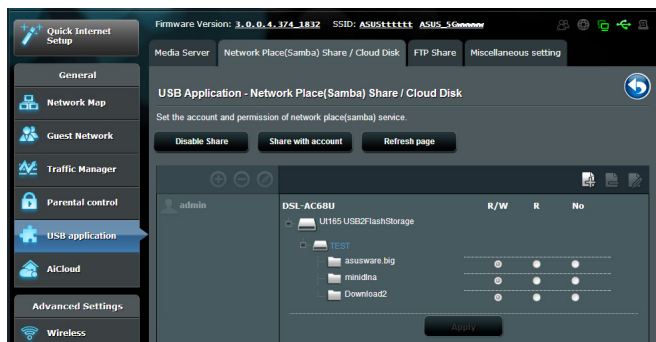 Quick Internet
Setup
Firmware Version: 3.0.0.4.374_1832 SSID: ASUSttttt ASUS_5Gnnnnn
Media Server Network Place(Samba) Share / Cloud Disk FTP Share Miscellaneous setting
General
Network Map
Guest Network
Traffic Manager
Parental control
USB application
AiCloud
Advanced Settings
Wireless
USB Application - Network Place(Samba) Share / Cloud Disk
Set the account and permission of network place(samba) sevice.
Disable Share Share with account Refresh page
admin
DSL-AC68U R/W R No
Ut165 USB2FlashStorage
TEST
asusware.big
minidlna
Download2
Apply